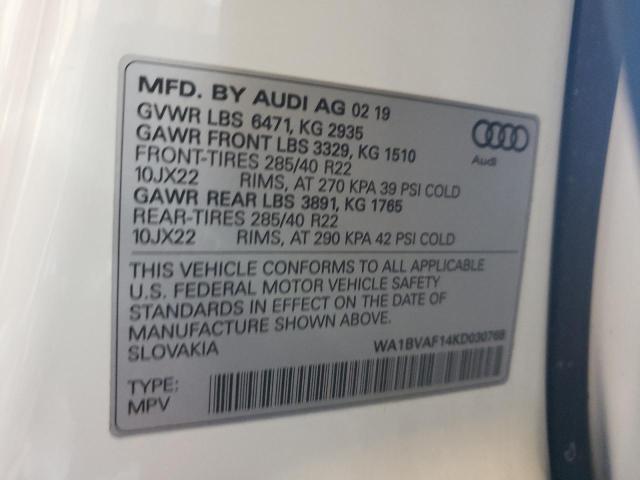 MFD. BY AUDI AG 02 19
GVWR LBS 6471, KG 2935
GAWR FRONT LBS 3329, KG 1510
FRONT-TIRES 285/40 R22
10JX22 RIMS, AT 270 KPA 39 PSI COLD
GAWR REAR LBS 3891, KG 1765
REAR-TIRES 285/40 R22
10JX22 RIMS, AT 290 KPA 42 PSI COLD
Audi
THIS VEHICLE CONFORMS TO ALL APPLICABLE
U.S. FEDERAL MOTOR VEHICLE SAFETY
STANDARDS IN EFFECT ON THE DATE OF
MANUFACTURE SHOWN ABOVE.
SLOVAKIA
WA1BVAF14KD030768
TYPE:
MPV